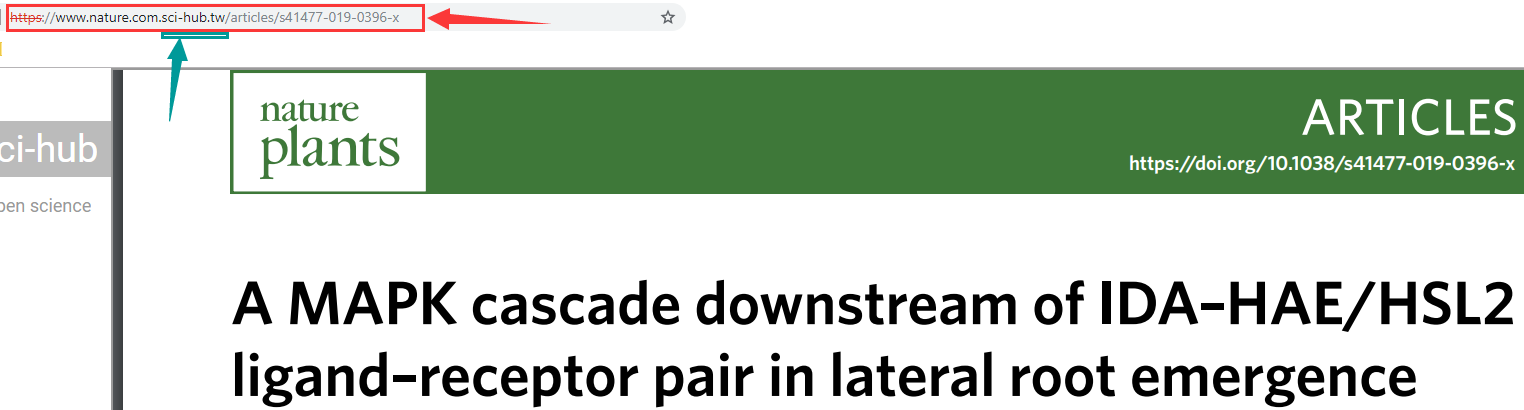 https://www.nature.com.sci-hub.tw/articles/s41477-019-0396-x
nature
plants
ARTICLES
https://doi.org/10.1038/s41477-019-0396-x
ci-hub
pen science
A MAPK cascade downstream of IDA–HAE/HSL2
ligand–receptor pair in lateral root emergence